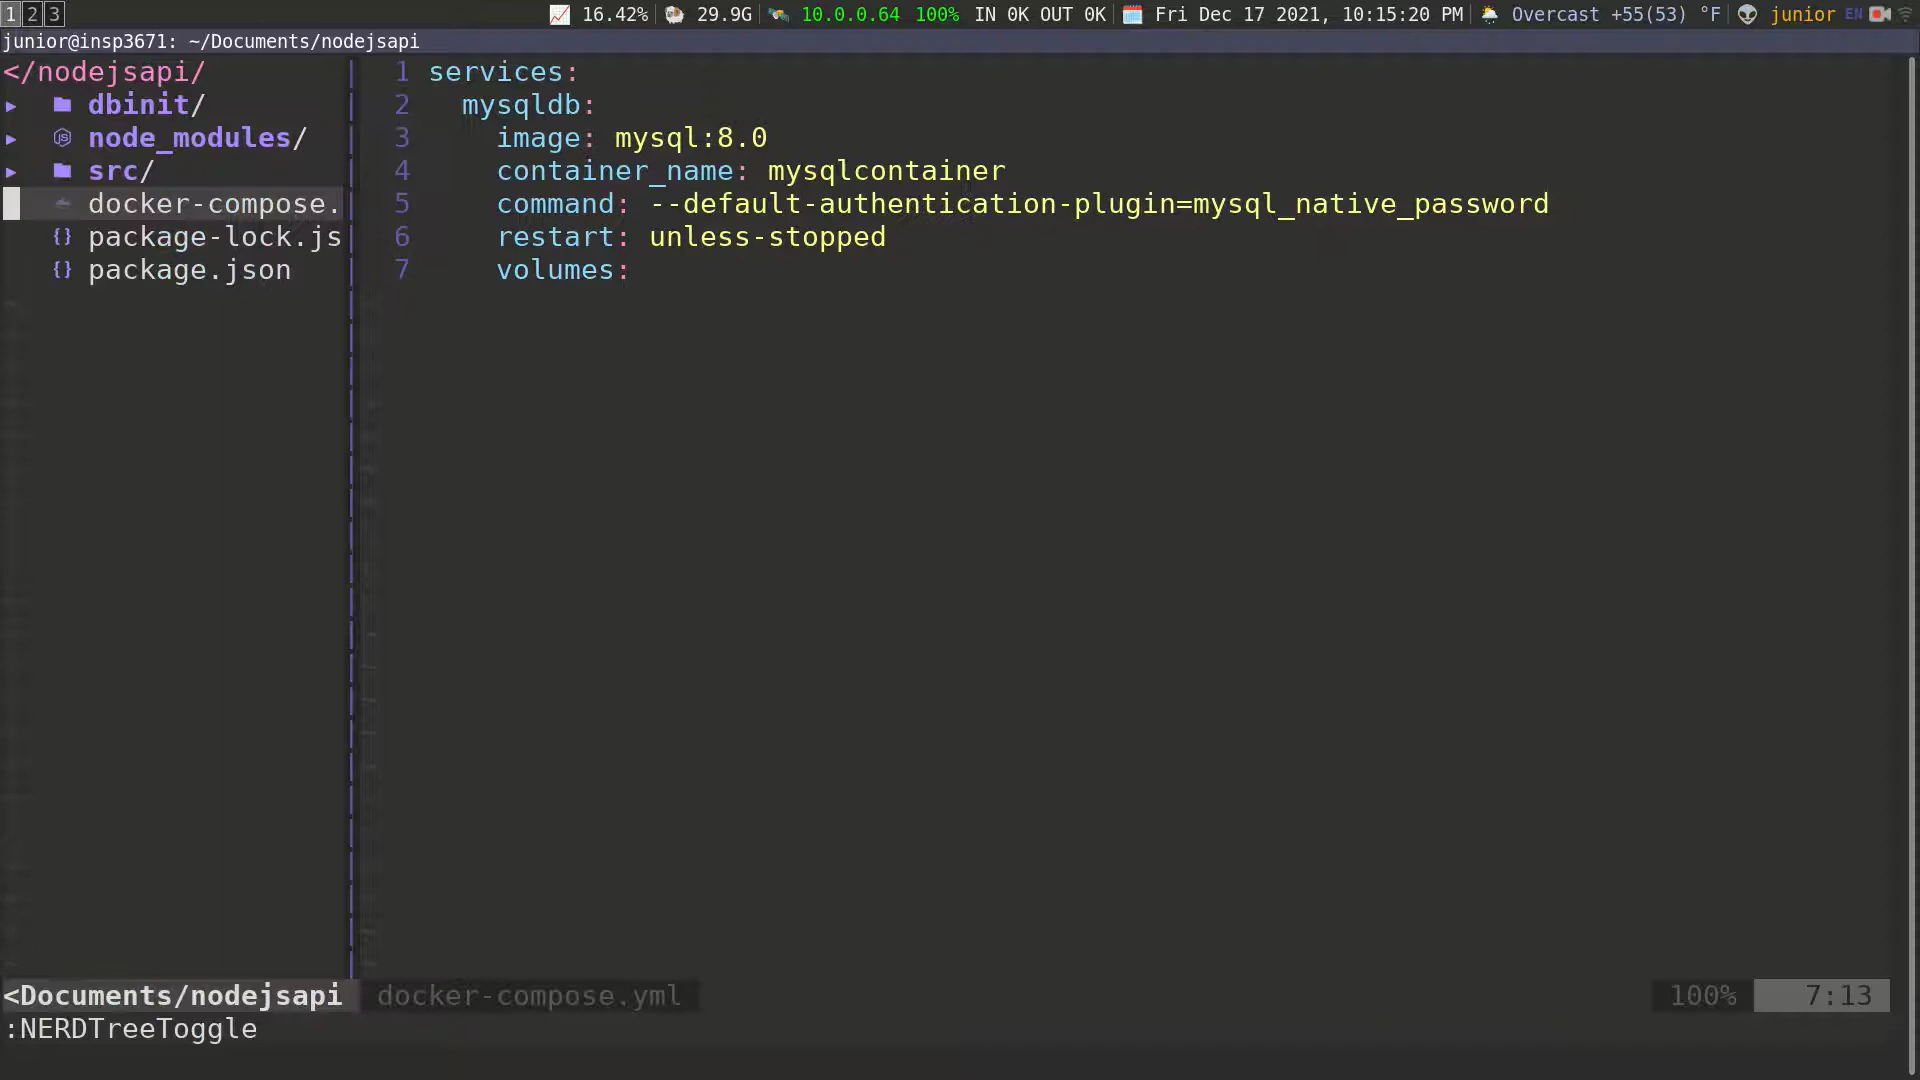 1 2 3 16.42% 29.9G 10.0.0.64 100% IN 0K OUT 0K Fri Dec 17 2021, 10:15:20 PM Overcast +55(53) °F junior EN
junior@insp3671: ~/Documents/nodejsapi
</nodejsapi/
dbinit/
node_modules/
src/
docker-compose.
package-lock.js
package.json
1 services:
2 mysqldb:
3 image: mysql:8.0
4 container_name: mysqlcontainer
5 command: --default-authentication-plugin=mysql_native_password
6 restart: unless-stopped
7 volumes:
<Documents/nodejsapi docker-compose.yml 100% 7:13
:NERDTreeToggle